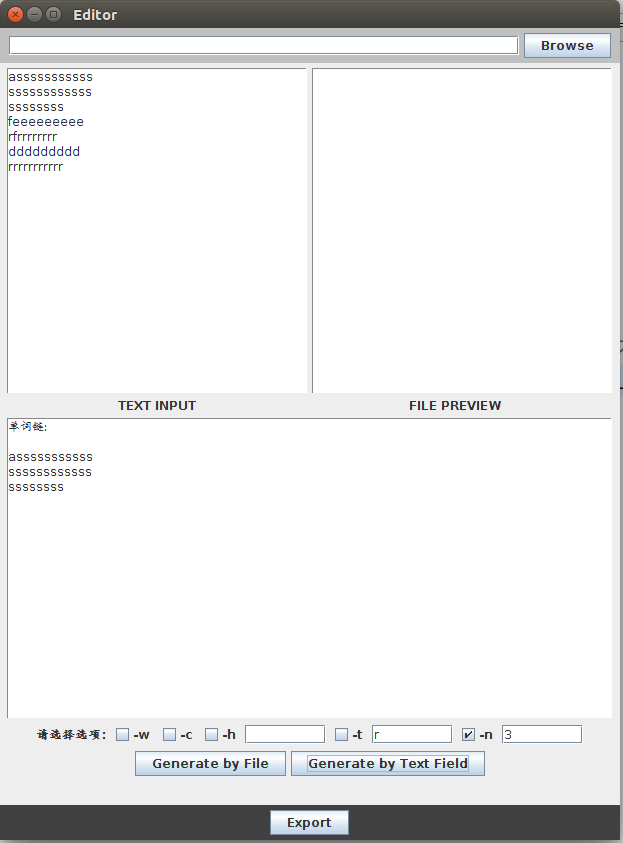 Editor
Browse
asssssssssss
ssssssssssss
ssssssss
feeeeeeeee
rfrrrrrrrr
ddddddddd
rrrrrrrrrrr
TEXT INPUT
FILE PREVIEW
单词链:
asssssssssss
ssssssssssss
ssssssss
请选择选项: -w -c -h -t r -n 3
Generate by File
Generate by Text Field
Export